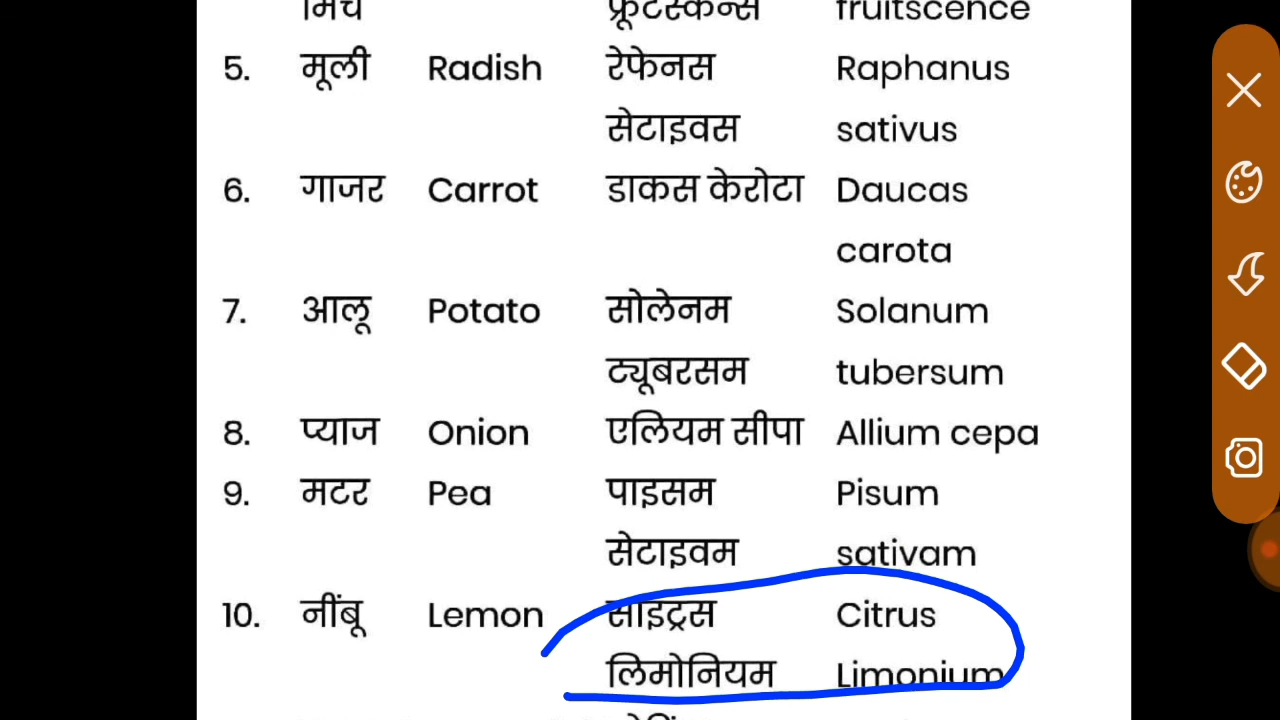 मिर्च फ्रूटेस्केन्स fruitscence
5. मूली Radish रेफेनस Raphanus
सेटाइवस sativus
6. गाजर Carrot डाकस केरोटा Daucas
carota
7. आलू Potato सोलेनम Solanum
ट्यूबरसम tubersum
8. प्याज Onion एलियम सीपा Allium cepa
9. मटर Pea पाइसम Pisum
सेटाइवम sativam
10. नींबू Lemon साइट्रस Citrus
लिमोनियम Limonium